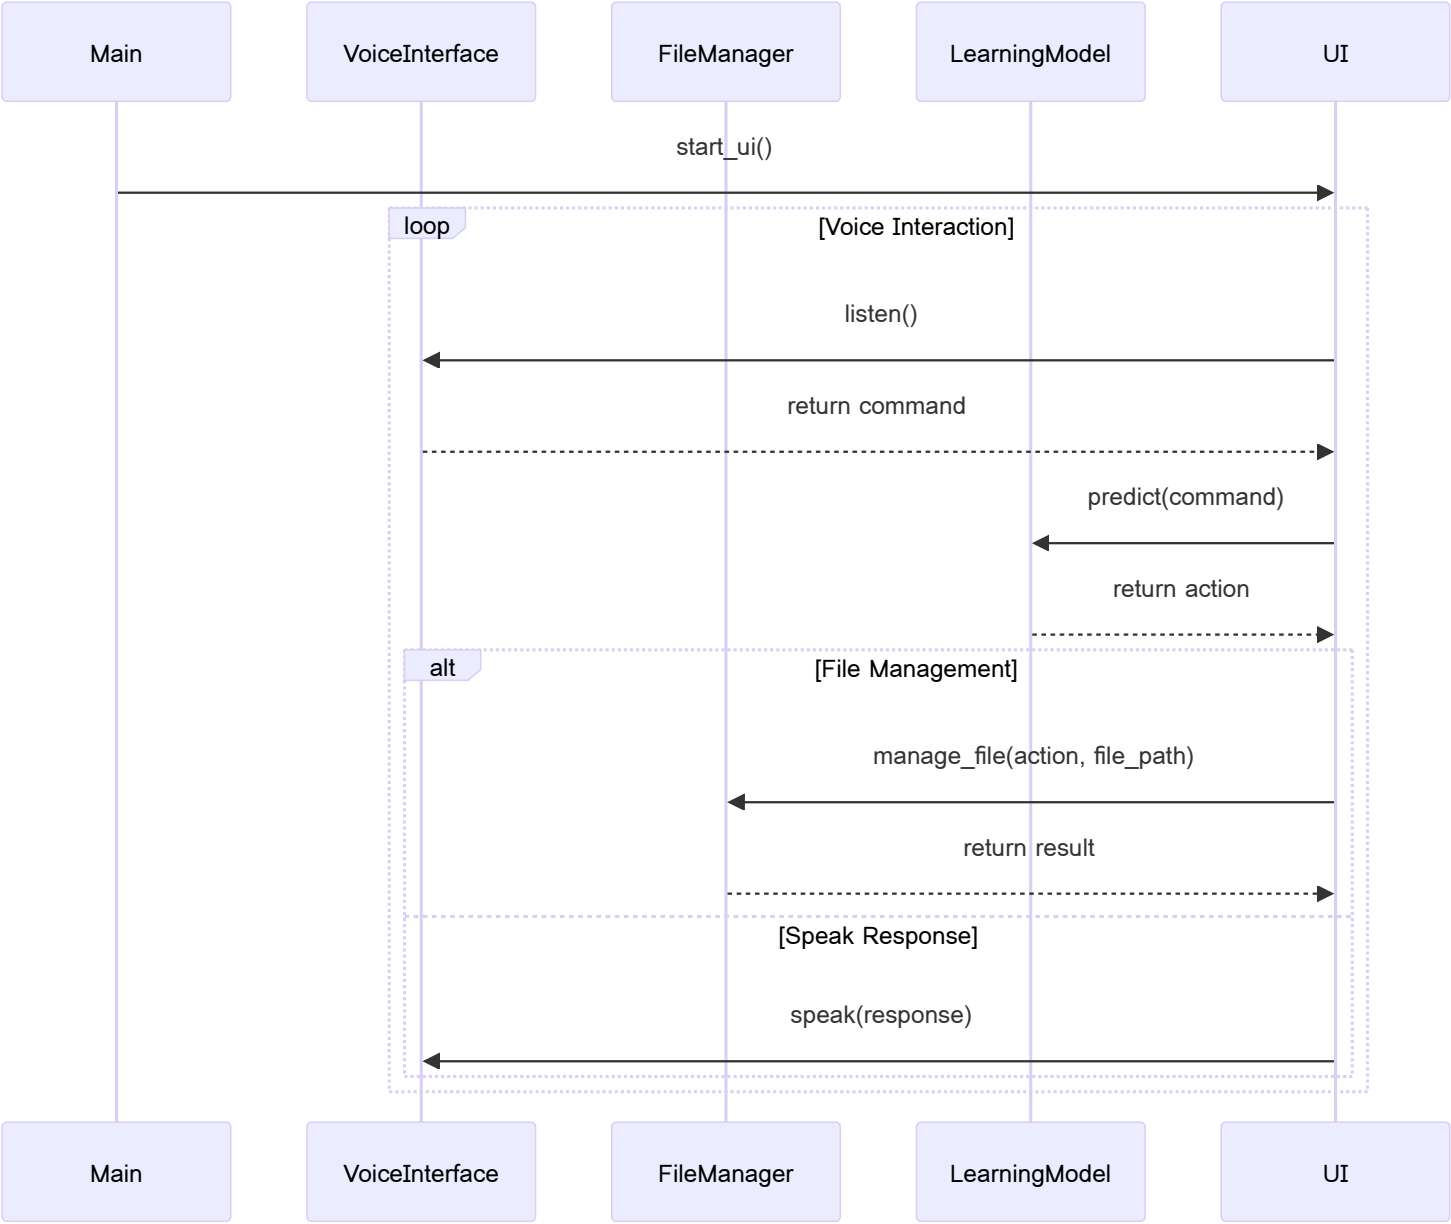 Main
VoiceInterface
FileManager
LearningModel
UI
start_ui()
loop
[Voice Interaction]
listen()
return command
predict(command)
return action
alt
[File Management]
manage_file(action, file_path)
return result
[Speak Response]
speak(response)
Main
VoiceInterface
FileManager
LearningModel
UI